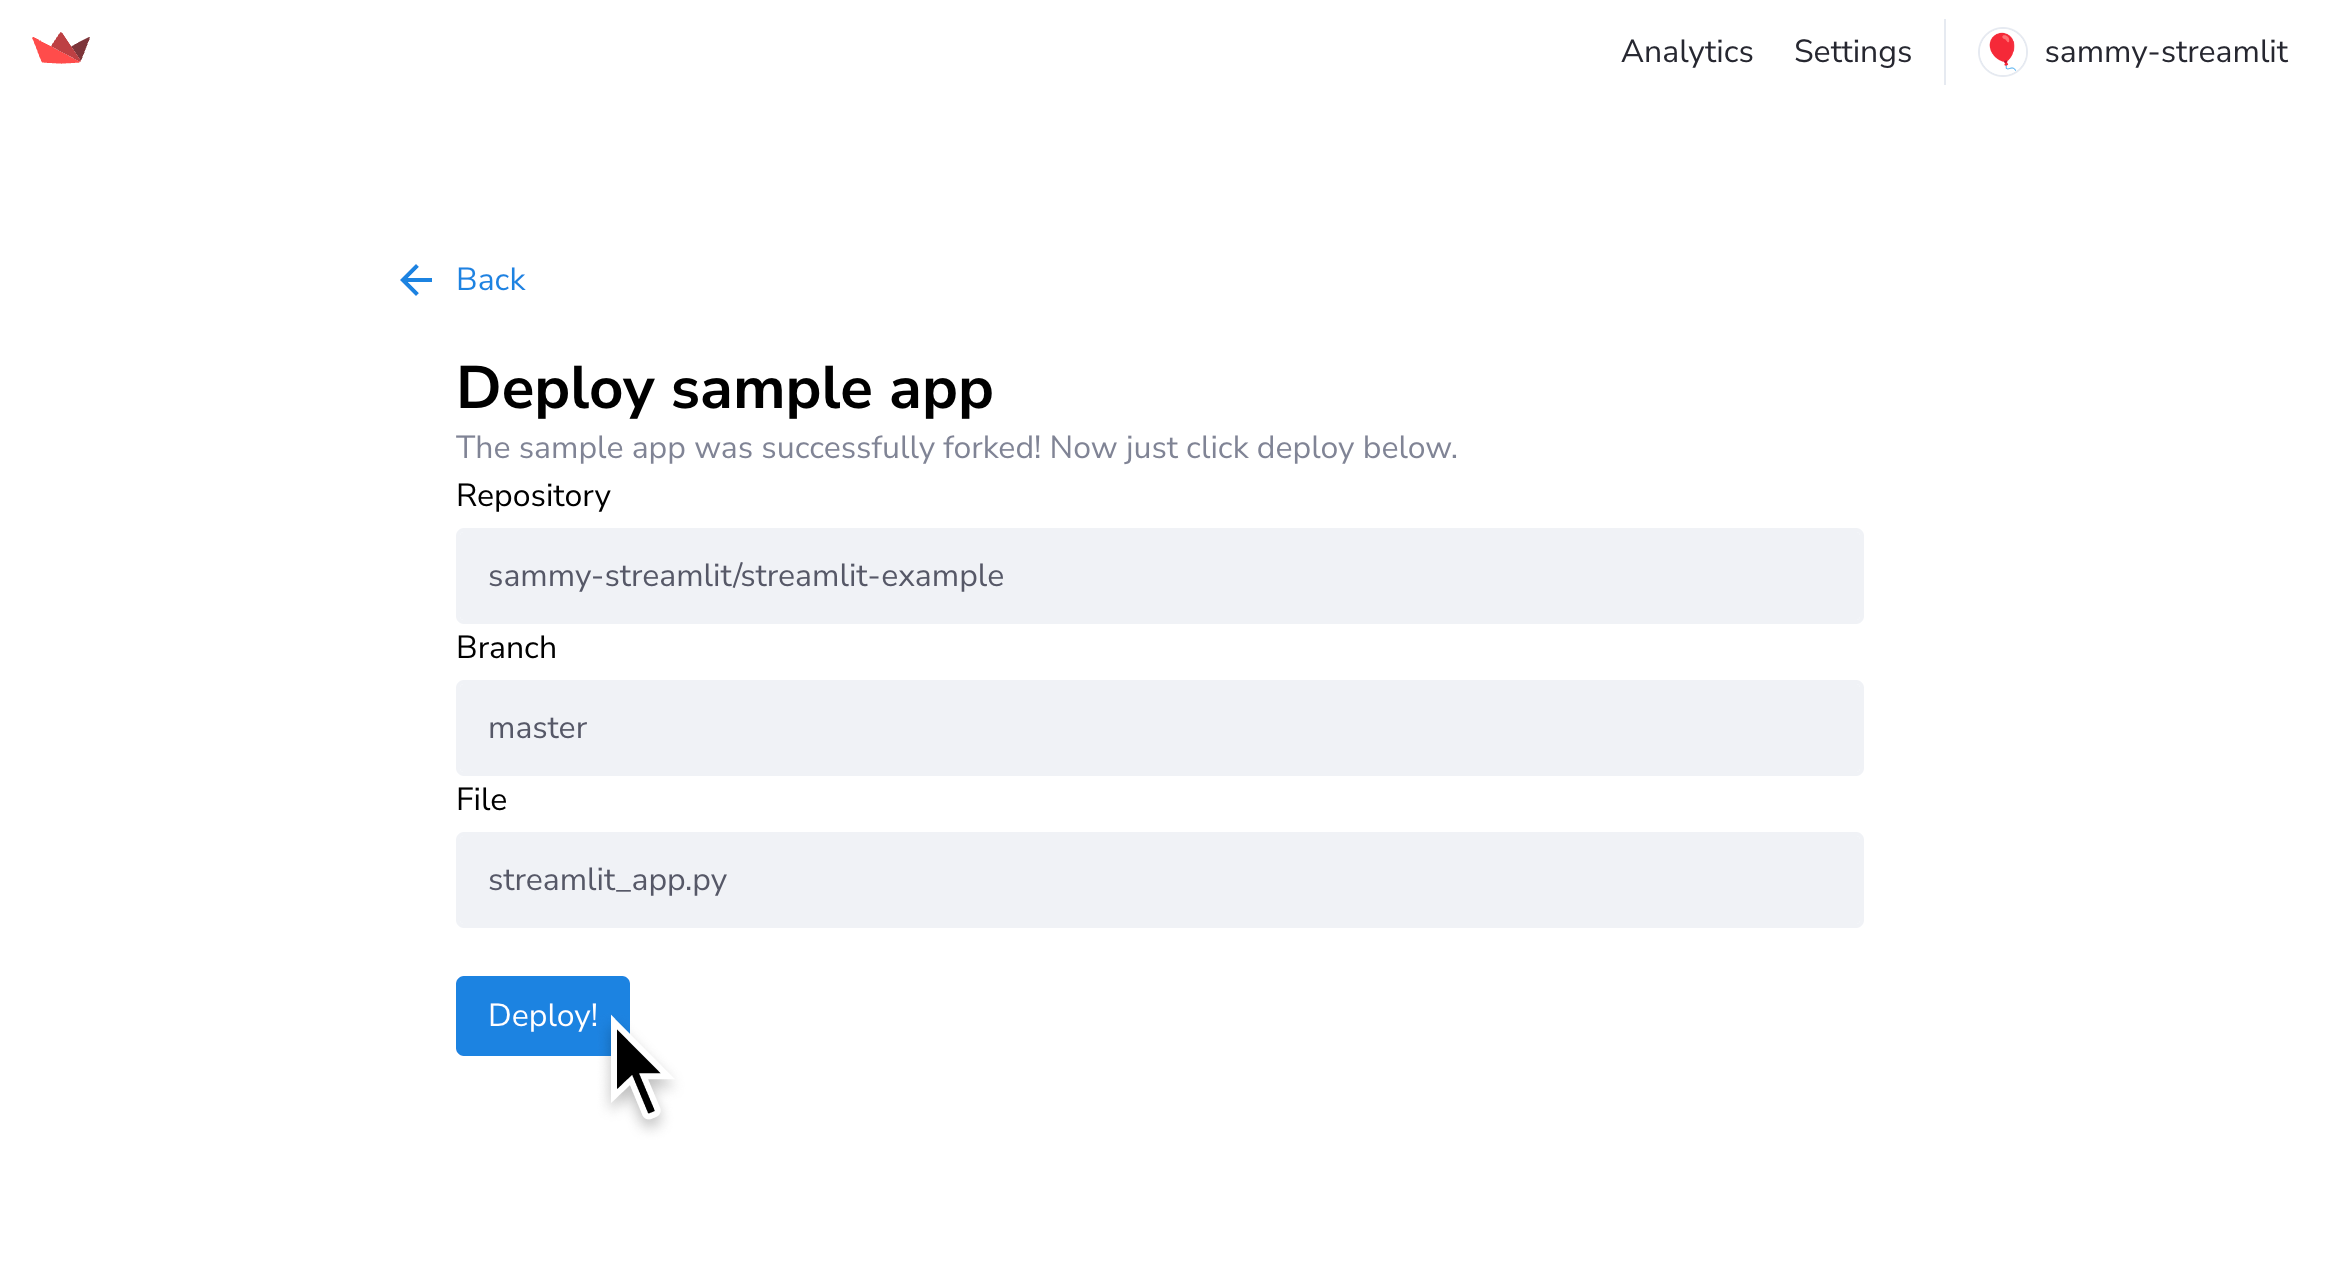 Analytics Settings sammy-streamlit
Back
Deploy sample app
The sample app was successfully forked! Now just click deploy below.
Repository
sammy-streamlit/streamlit-example
Branch
master
File
streamlit_app.py
Deploy!